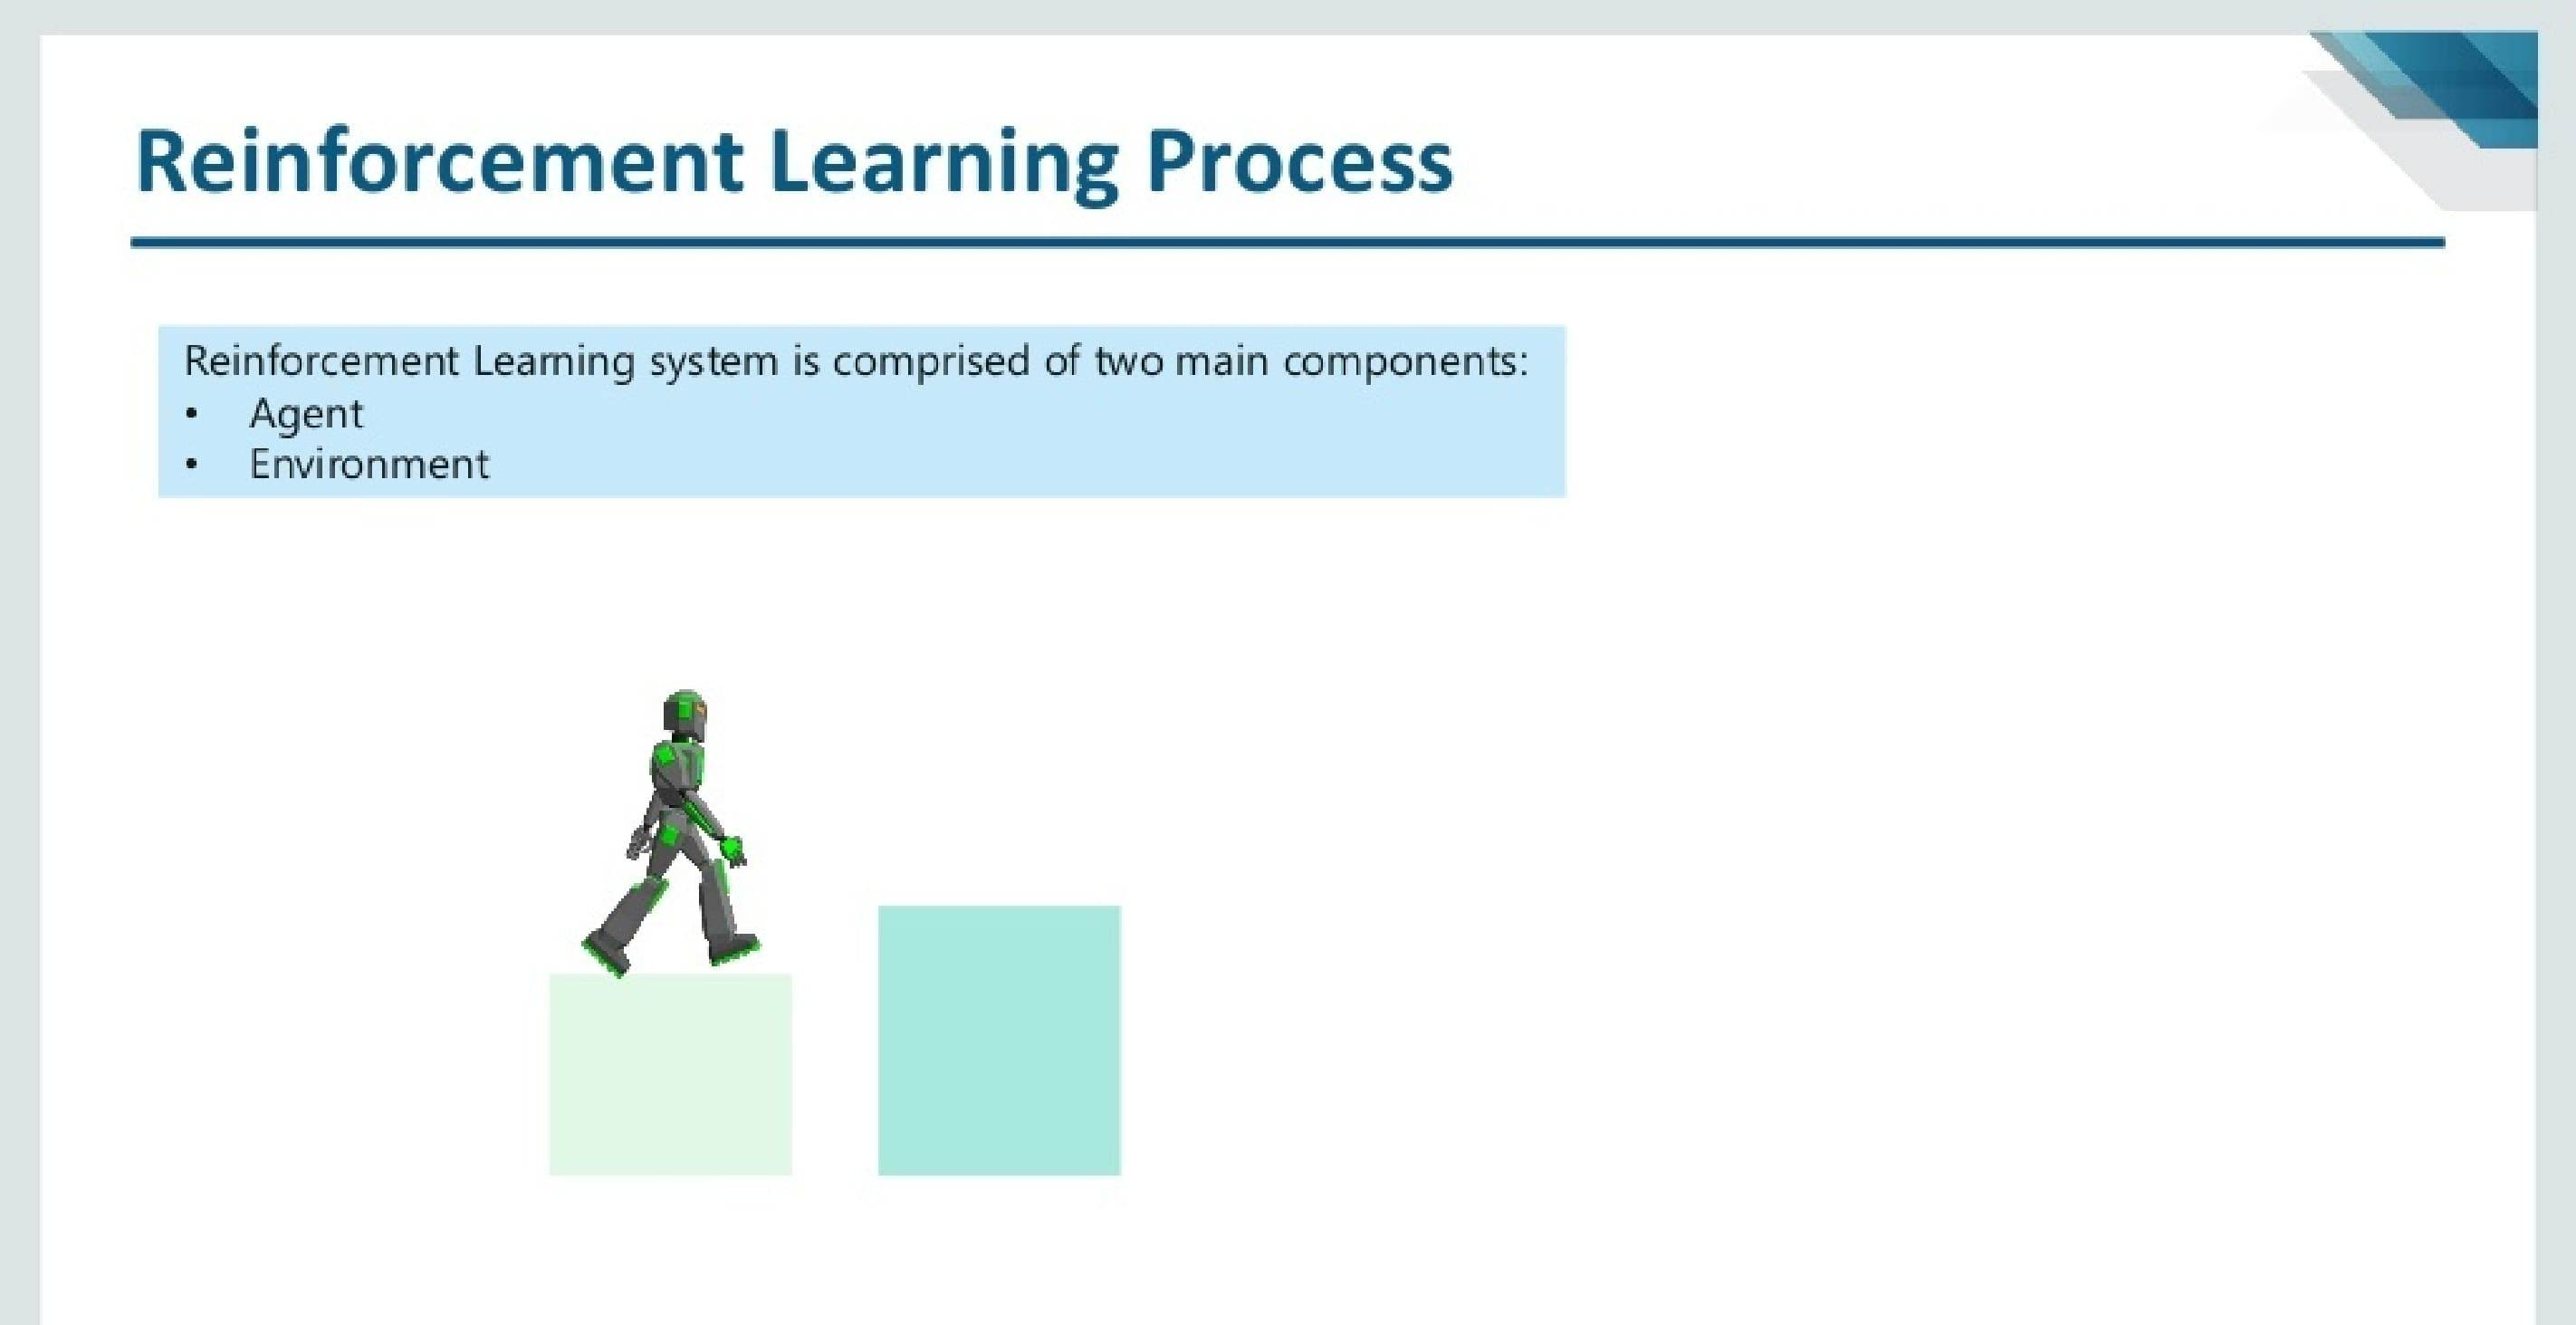 Reinforcement Learning Process
Reinforcement Learning system is comprised of two main components:
• Agent
• Environment